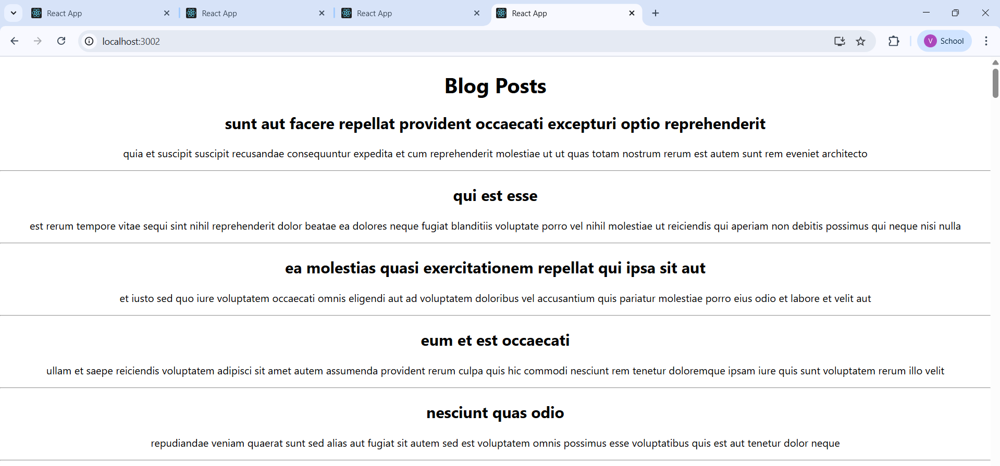 React App
React App
React App
React App
localhost:3002
V School
Blog Posts
sunt aut facere repellat provident occaecati excepturi optio reprehenderit
quia et suscipit suscipit recusandae consequuntur expedita et cum reprehenderit molestiae ut ut quas totam nostrum rerum est autem sunt rem eveniet architecto
qui est esse
est rerum tempore vitae sequi sint nihil reprehenderit dolor beatae ea dolores neque fugiat blanditiis voluptate porro vel nihil molestiae ut reiciendis qui aperiam non debitis possimus qui neque nisi nulla
ea molestias quasi exercitationem repellat qui ipsa sit aut
et iusto sed quo iure voluptatem occaecati omnis eligendi aut ad voluptatem doloribus vel accusantium quis pariatur molestiae porro eius odio et labore et velit aut
eum et est occaecati
ullam et saepe reiciendis voluptatem adipisci sit amet autem assumenda provident rerum culpa quis hic commodi nesciunt rem tenetur doloremque ipsam iure quis sunt voluptatem rerum illo velit
nesciunt quas odio
repudiandae veniam quaerat sunt sed alias aut fugiat sit autem sed est voluptatem omnis possimus esse voluptatibus quis est aut tenetur dolor neque